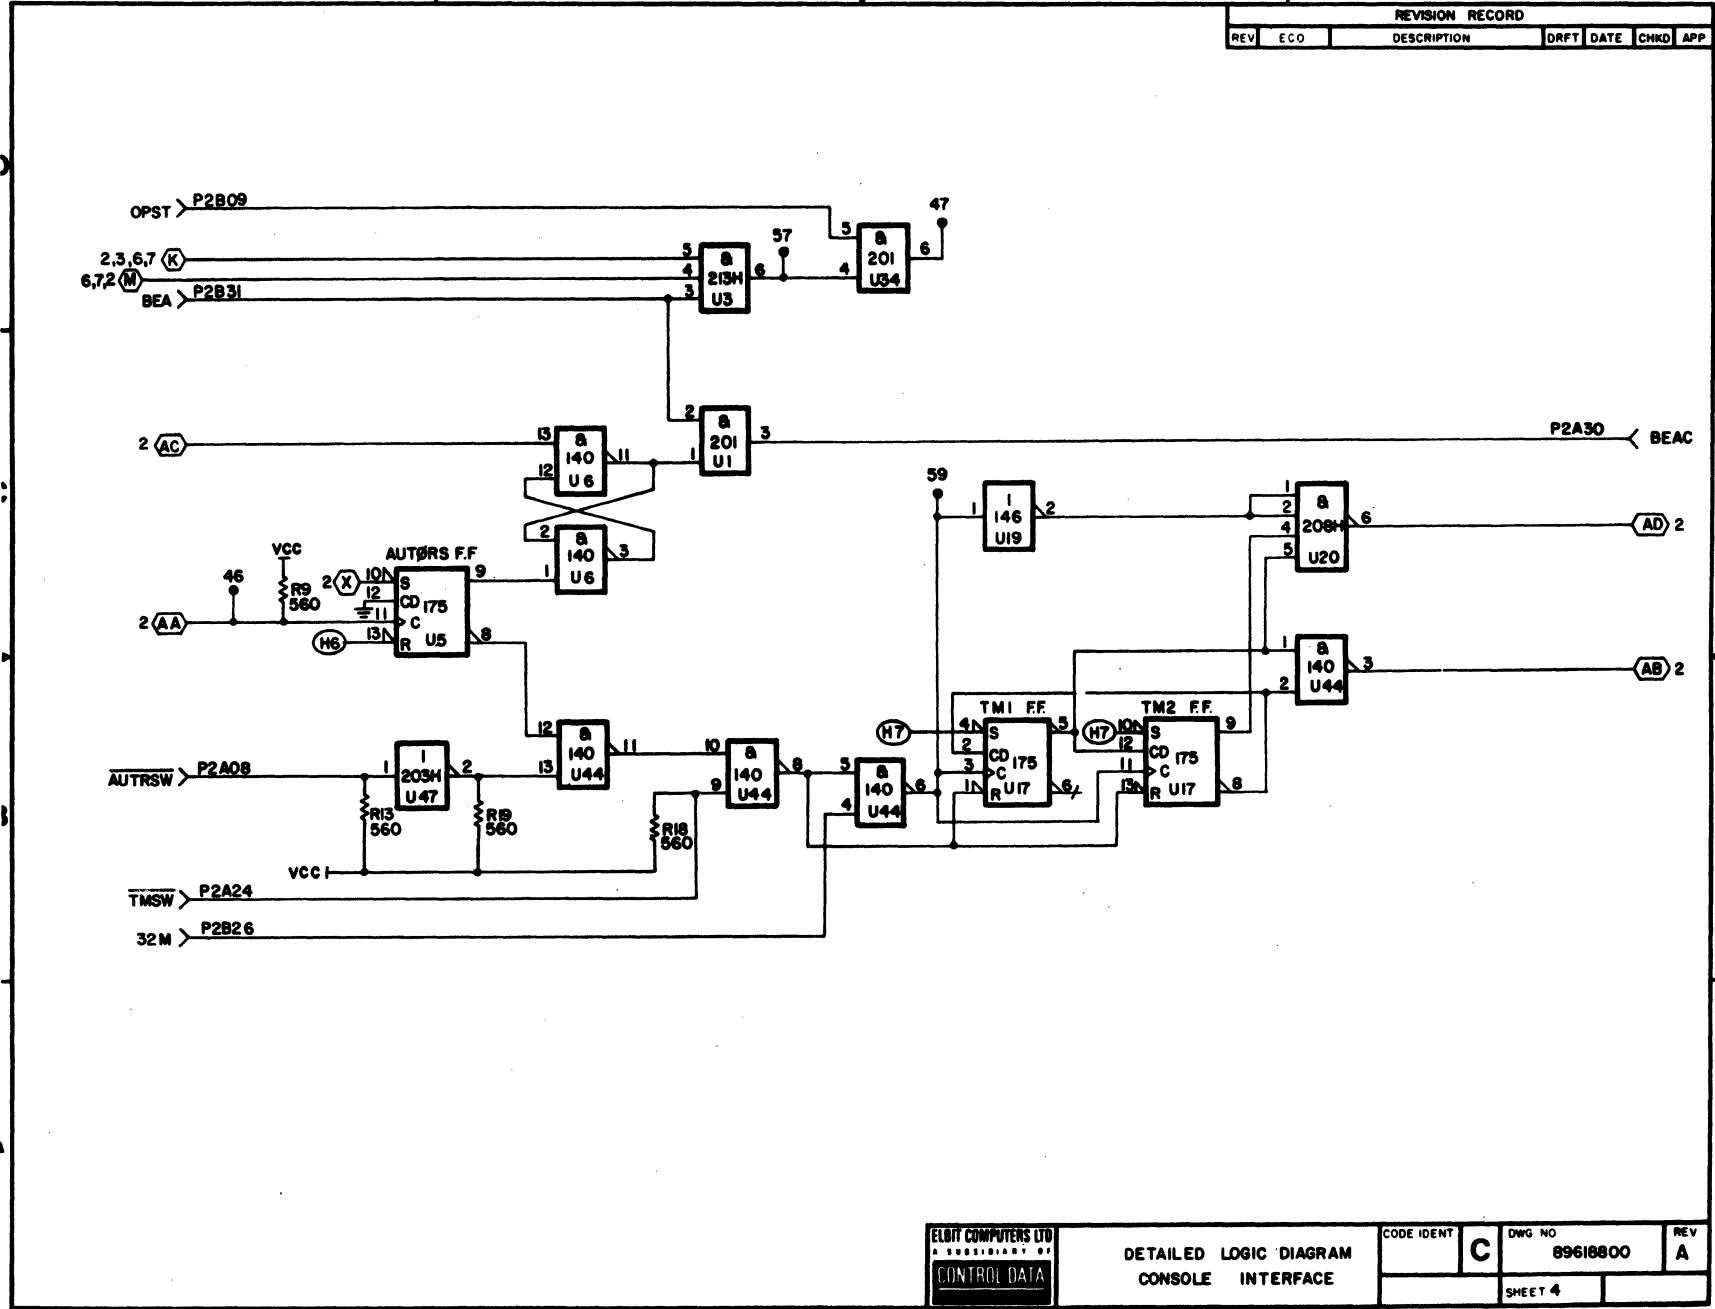 REVISION RECORD
REV ECO DESCRIPTION DRFT DATE CHKD APP
OPST P2B09
5 & 6 47
201
4 U34
2,3,6,7 K
6,7,2 M
BEA P2B31
5 & 57
4 213H 6
3 U3
2 AC
13 & 11
140
12 U6
2 &
201 3
1 U1
P2A30 BEAC
2 &
140 3
1 U6
59
1 1 2
146
U19
1 &
2
4 208H 6
5 U20
AD 2
VCC
R9
560
46
2 AA
AUTØRS F.F
2 X 10 S 9
12 CD 175
11 C
H6 13 R U5 8
1 &
140 3
2 U44
AB 2
TM1 F.F.
H7 4 S 5
2 CD
3 C 175
1 R U17 6
TM2 F.F.
H7 10 S 9
12 CD
11 C 175
13 R U17 8
AUTRSW P2A08
1 1 2
203H
U47
12 & 11
140
13 U44
10 &
140 8
9 U44
5 &
140 6
4 U44
R13
560
R19
560
R18
560
VCC
TMSW P2A24
32M P2B26
ELBIT COMPUTERS LTD
A SUBSIDIARY OF
CONTROL DATA
DETAILED LOGIC DIAGRAM
CONSOLE INTERFACE
CODE IDENT
C
DWG NO
89618800
REV
A
SHEET 4